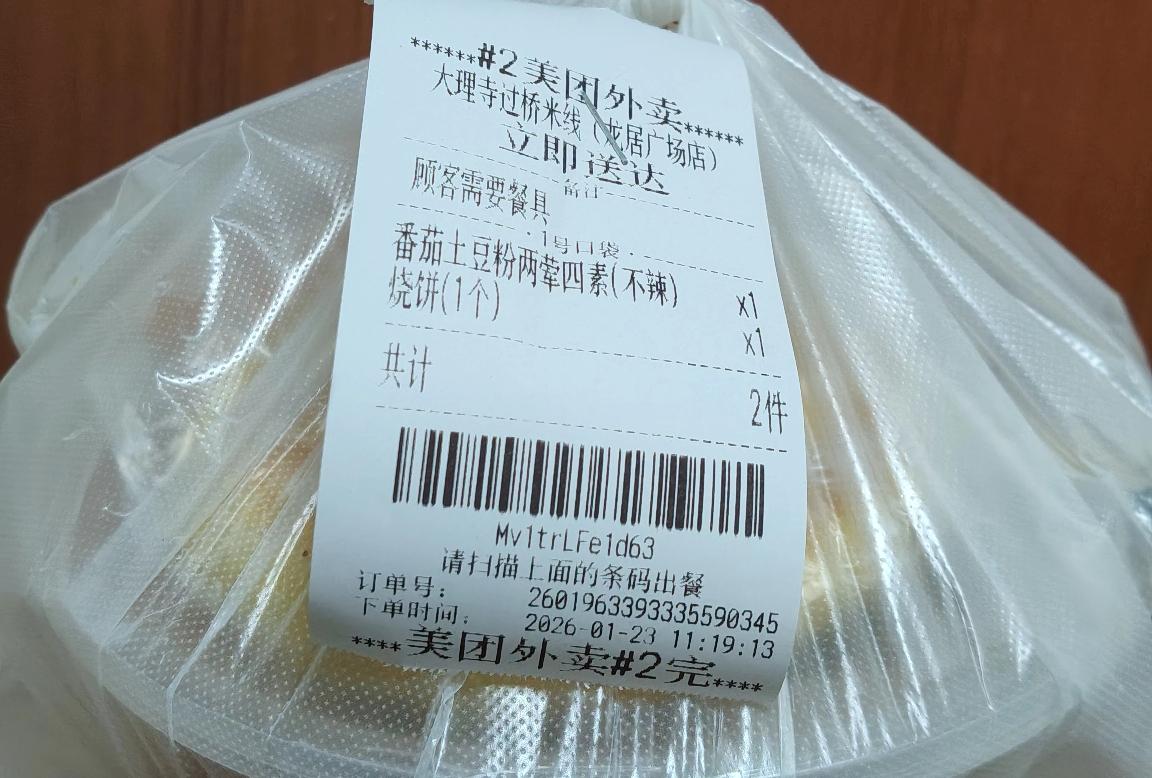 ******#2美团外卖******
大理寺过桥米线（龙居广场店）
立即送达
备注
顾客需要餐具
1号口袋
番茄土豆粉两荤四素(不辣) x1
烧饼(1个) x1
共计 2件
Mv1trLFe1d63
请扫描上面的条码出餐
订单号: 2601963393335590345
下单时间: 2026-01-23 11:19:13
****美团外卖#2完****